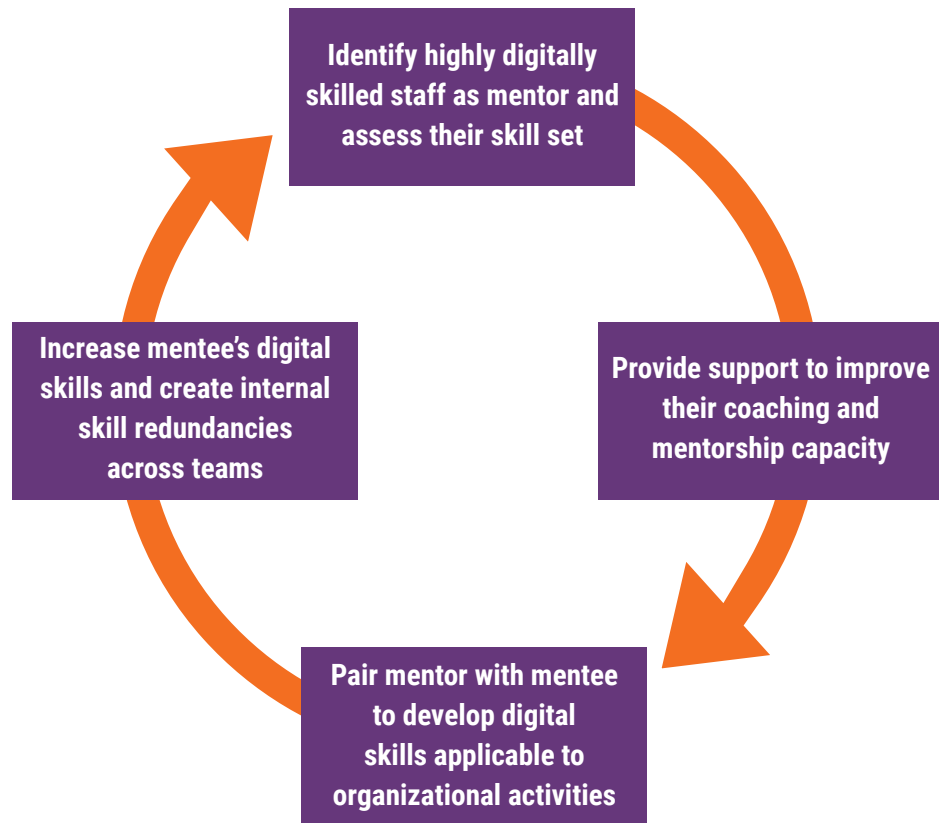 Identify highly digitally
skilled staff as mentor and
assess their skill set
Provide support to improve
their coaching and
mentorship capacity
Pair mentor with mentee
to develop digital
skills applicable to
organizational activities
Increase mentee’s digital
skills and create internal
skill redundancies
across teams